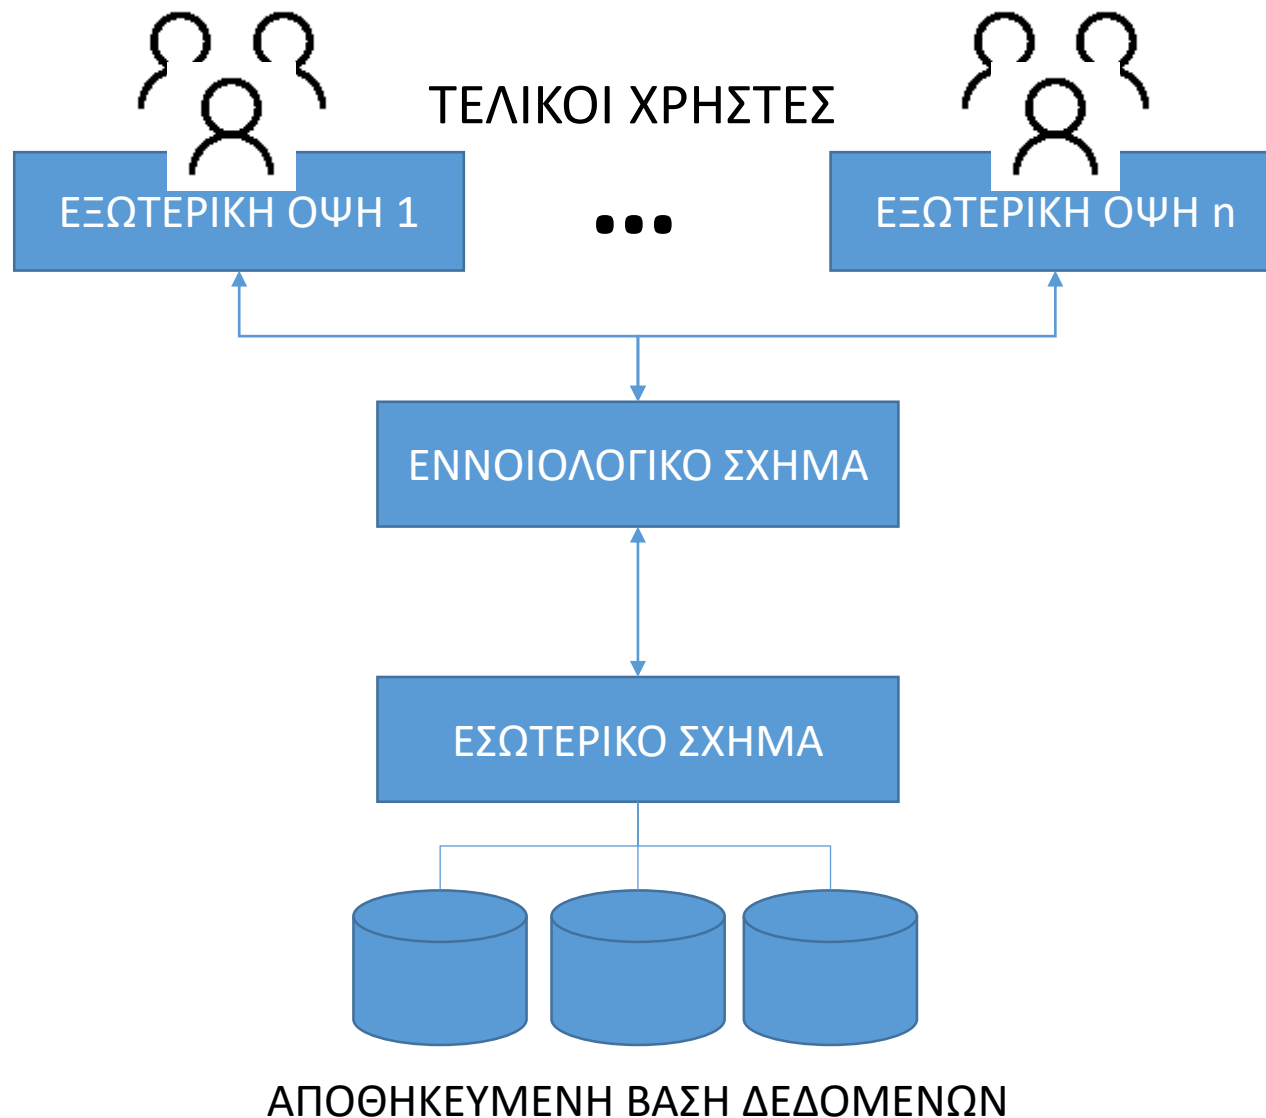 ΤΕΛΙΚΟΙ ΧΡΗΣΤΕΣ
ΕΞΩΤΕΡΙΚΗ ΟΨΗ 1
...
ΕΞΩΤΕΡΙΚΗ ΟΨΗ n
ΕΝΝΟΙΟΛΟΓΙΚΟ ΣΧΗΜΑ
ΕΣΩΤΕΡΙΚΟ ΣΧΗΜΑ
ΑΠΟΘΗΚΕΥΜΕΝΗ ΒΑΣΗ ΔΕΔΟΜΕΝΩΝ